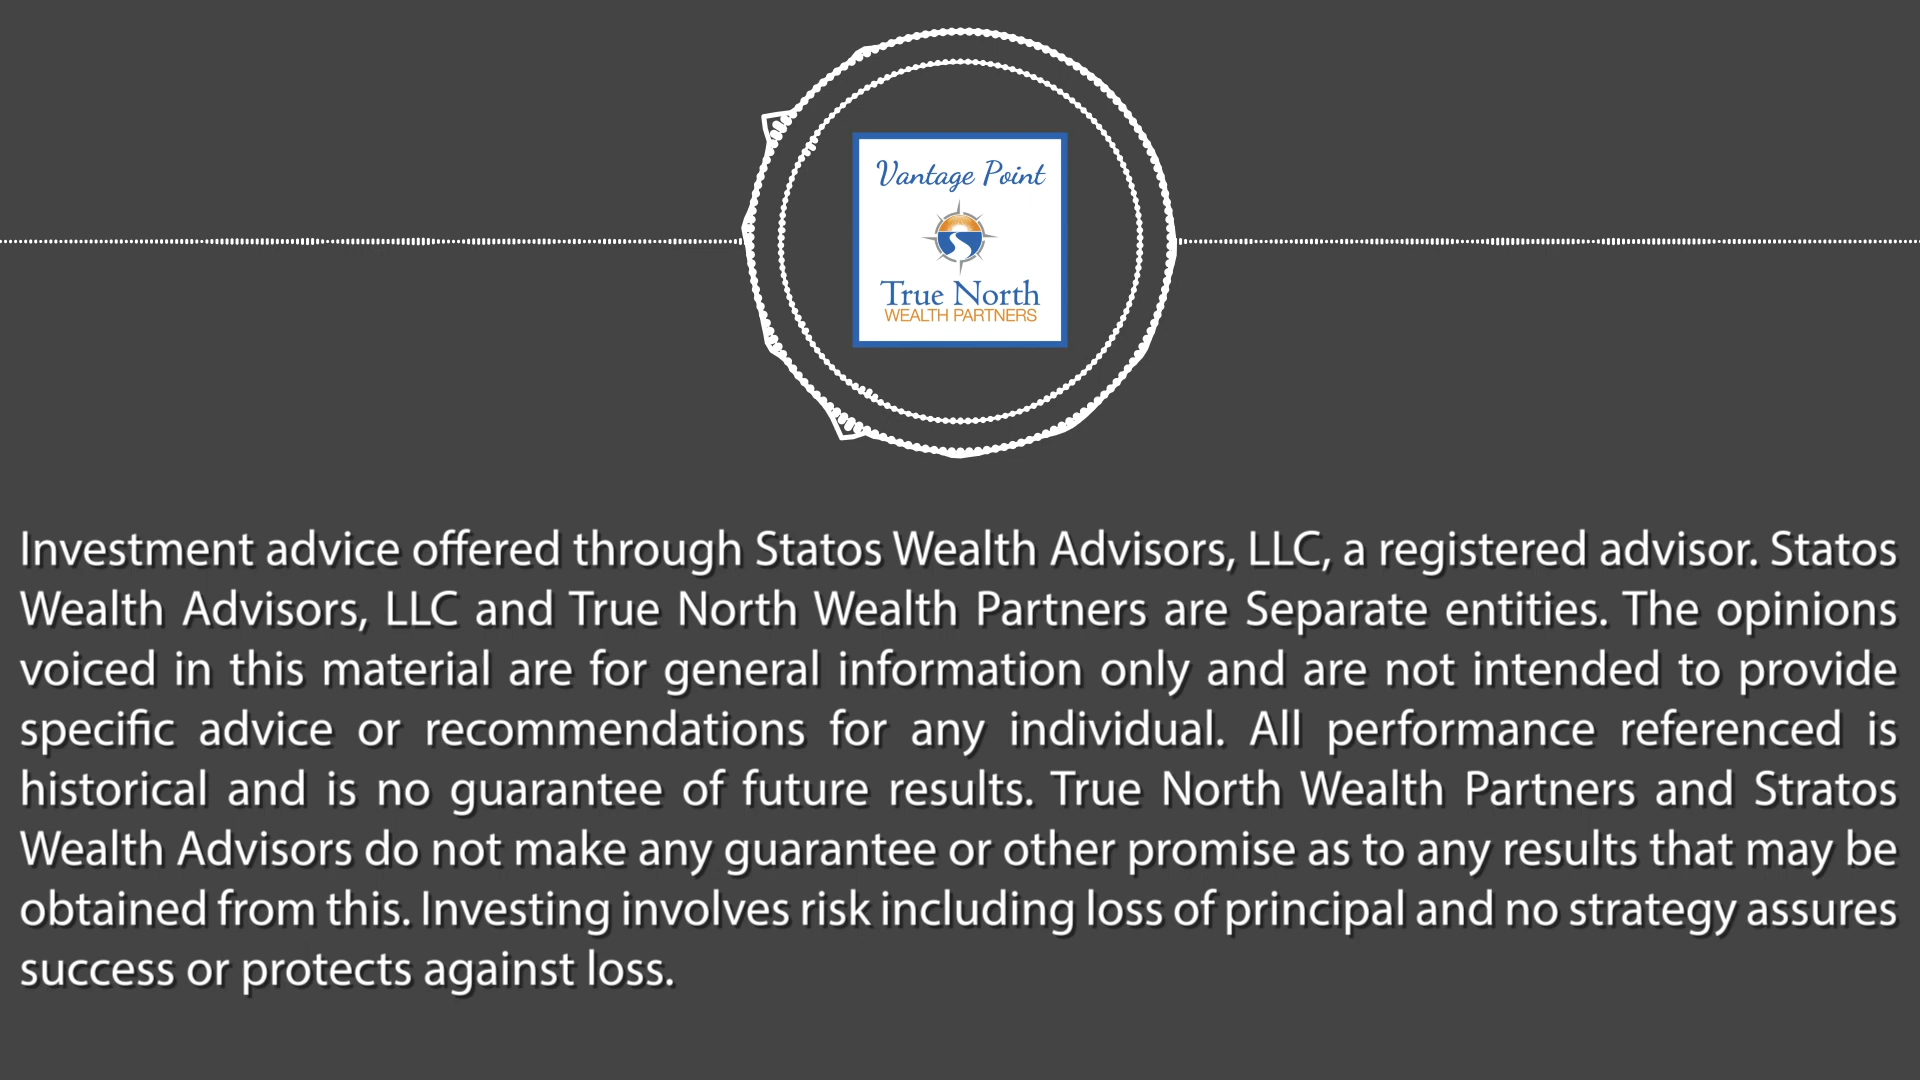 Vantage Point
True North
WEALTH PARTNERS
Investment advice offered through Statos Wealth Advisors, LLC, a registered advisor. Statos
Wealth Advisors, LLC and True North Wealth Partners are Separate entities. The opinions
voiced in this material are for general information only and are not intended to provide
specific advice or recommendations for any individual. All performance referenced is
historical and is no guarantee of future results. True North Wealth Partners and Stratos
Wealth Advisors do not make any guarantee or other promise as to any results that may be
obtained from this. Investing involves risk including loss of principal and no strategy assures
success or protects against loss.